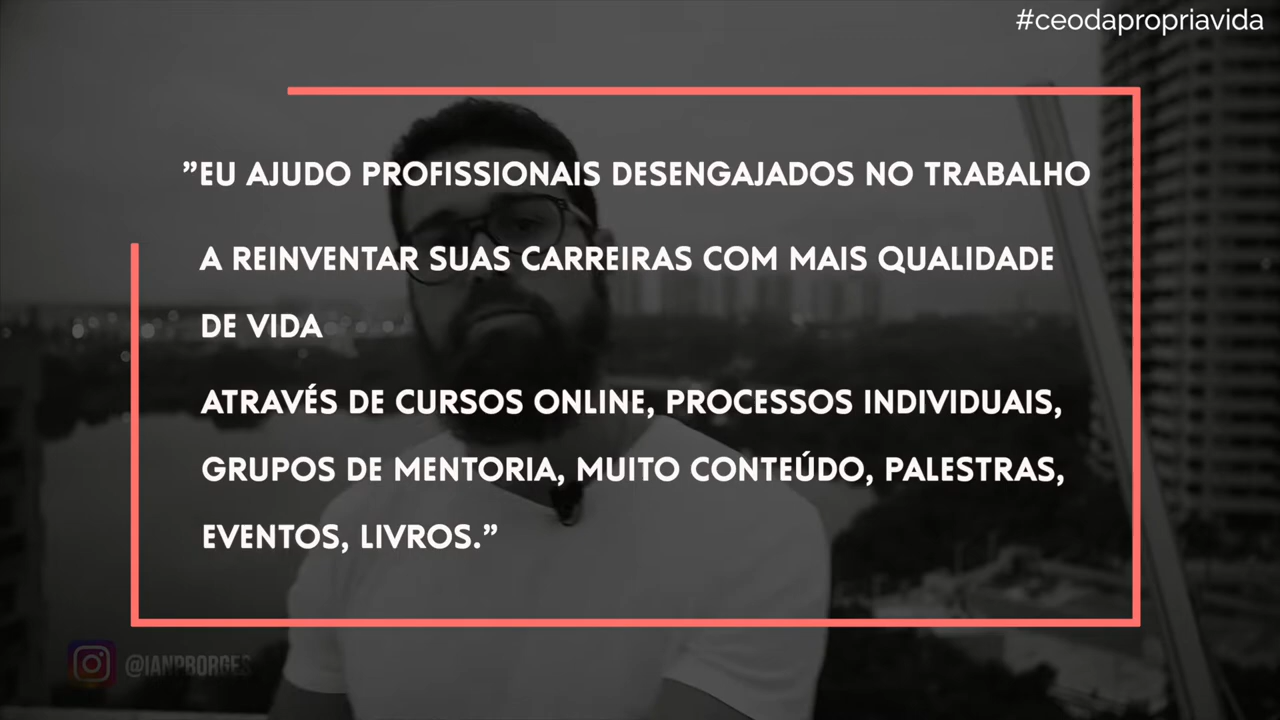 #ceodapropriavida
”EU AJUDO PROFISSIONAIS DESENGAJADOS NO TRABALHO
A REINVENTAR SUAS CARREIRAS COM MAIS QUALIDADE
DE VIDA
ATRAVÉS DE CURSOS ONLINE, PROCESSOS INDIVIDUAIS,
GRUPOS DE MENTORIA, MUITO CONTEÚDO, PALESTRAS,
EVENTOS, LIVROS.”
@IANPBORGES